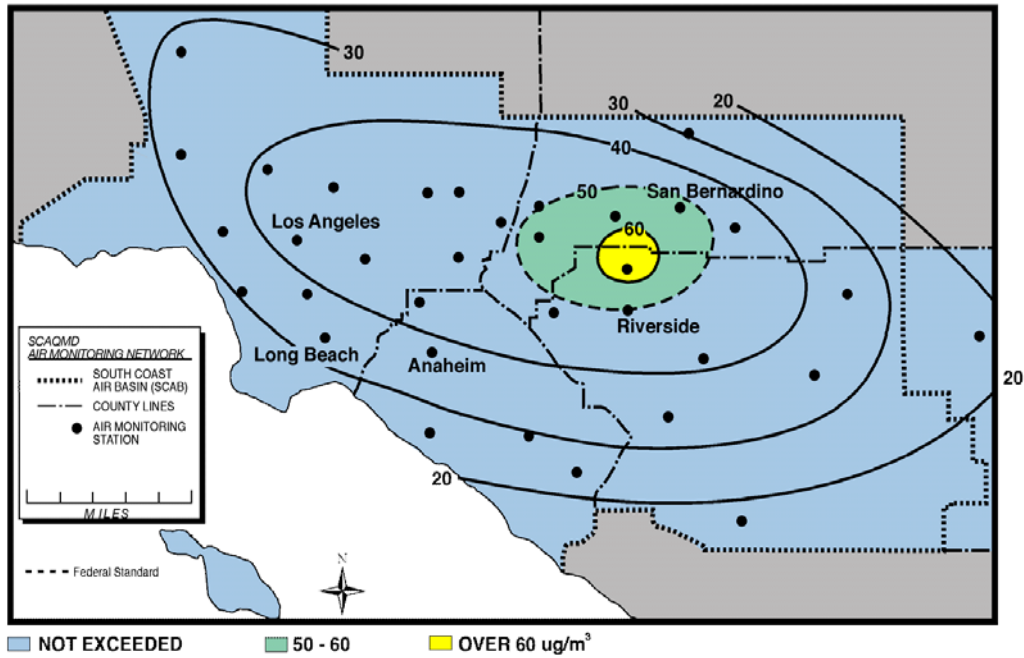 30
30
20
40
50
San Bernardino
Los Angeles
60
Riverside
Long Beach
Anaheim
20
20
SCAQMD
AIR MONITORING NETWORK
SOUTH COAST
AIR BASIN (SCAB)
COUNTY LINES
AIR MONITORING
STATION
MILES
N
Federal Standard
NOT EXCEEDED
50 - 60
OVER 60 ug/m³